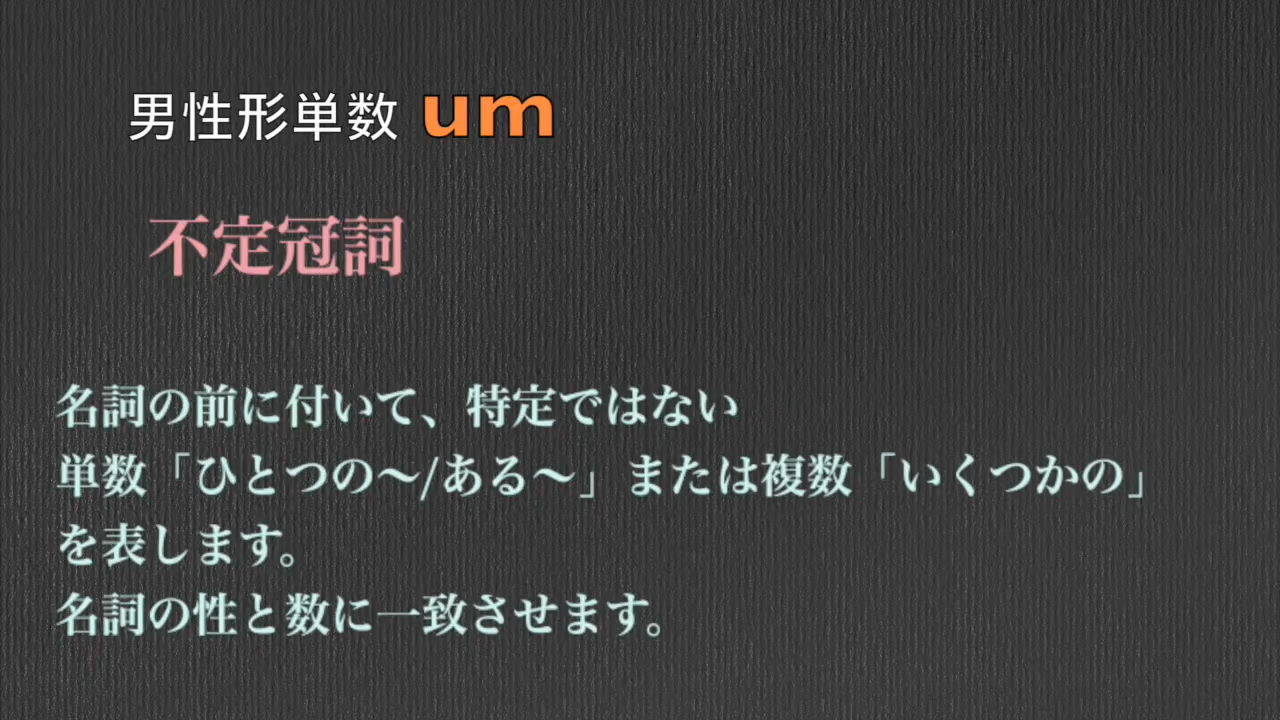 男性形単数 um
不定冠詞
名詞の前に付いて、特定ではない
単数「ひとつの〜/ある〜」または複数「いくつかの」
を表します。
名詞の性と数に一致させます。